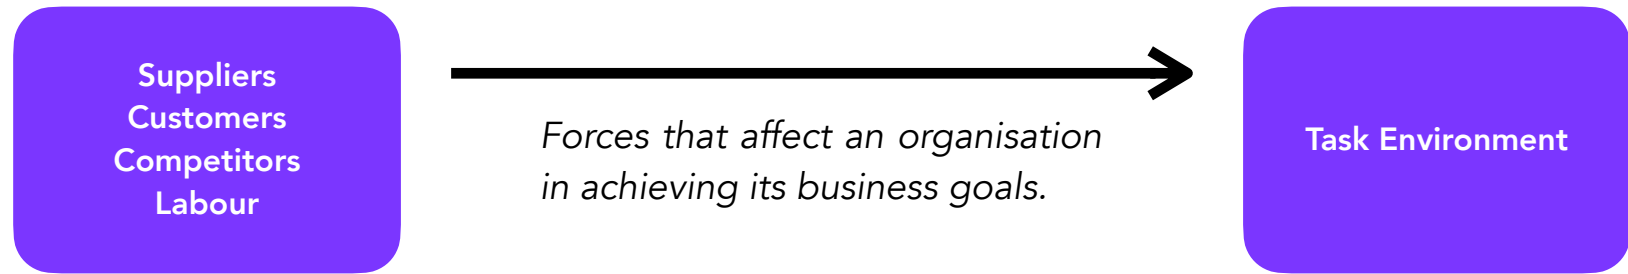 Suppliers
Customers
Competitors
Labour
Forces that affect an organisation
in achieving its business goals.
Task Environment